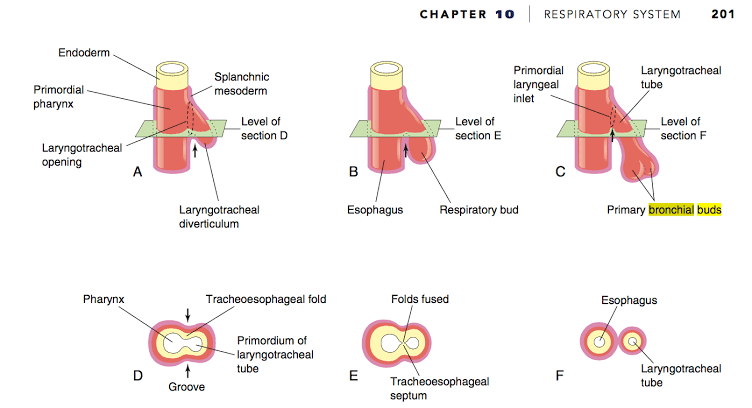 CHAPTER 10 | RESPIRATORY SYSTEM 201
Endoderm
Splanchnic
mesoderm
Primordial
pharynx
Level of
section D
Laryngotracheal
opening
A
Laryngotracheal
diverticulum
Level of
section E
B
Esophagus
Respiratory bud
Primordial
laryngeal
inlet
Laryngotracheal
tube
Level of
section F
C
Primary bronchial buds
Pharynx
Tracheoesophageal fold
Primordium of
laryngotracheal
tube
D
Groove
Folds fused
E
Tracheoesophageal
septum
Esophagus
F
Laryngotracheal
tube